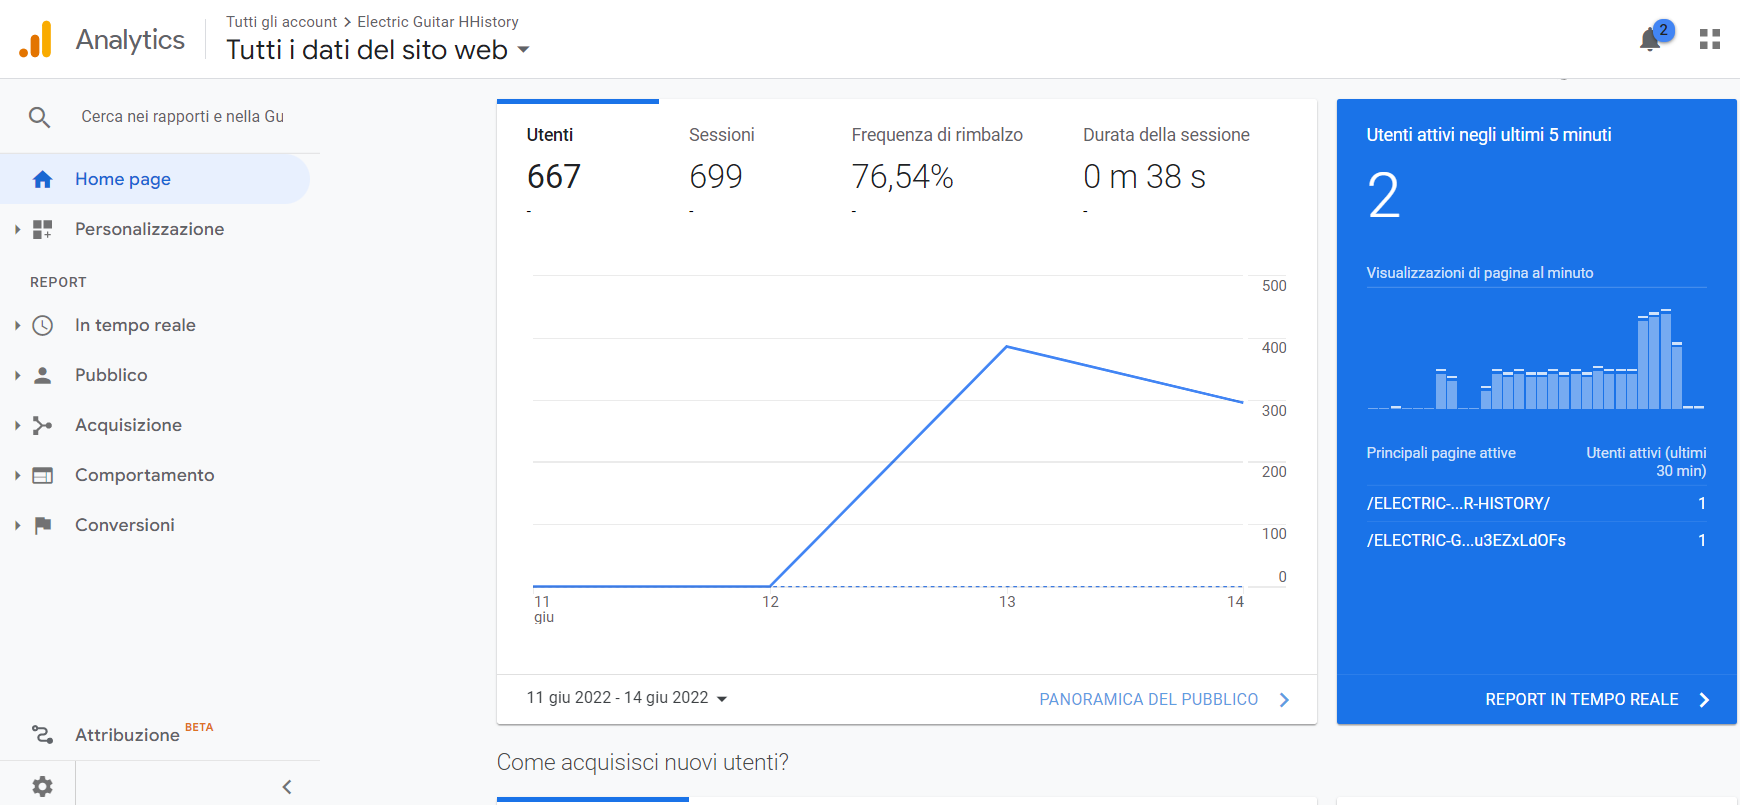 Analytics
Tutti gli account > Electric Guitar HHistory
Tutti i dati del sito web
2
Cerca nei rapporti e nella Gu
Home page
Personalizzazione
REPORT
In tempo reale
Pubblico
Acquisizione
Comportamento
Conversioni
Attribuzione BETA
Utenti
667
-
Sessioni
699
-
Frequenza di rimbalzo
76,54%
-
Durata della sessione
0 m 38 s
-
500
400
300
200
100
0
11 giu
12
13
14
11 giu 2022 - 14 giu 2022
PANORAMICA DEL PUBBLICO
Utenti attivi negli ultimi 5 minuti
2
Visualizzazioni di pagina al minuto
Principali pagine attive
Utenti attivi (ultimi
30 min)
/ELECTRIC-...R-HISTORY/ 1
/ELECTRIC-G...u3EZxLdOFs 1
REPORT IN TEMPO REALE
Come acquisisci nuovi utenti?